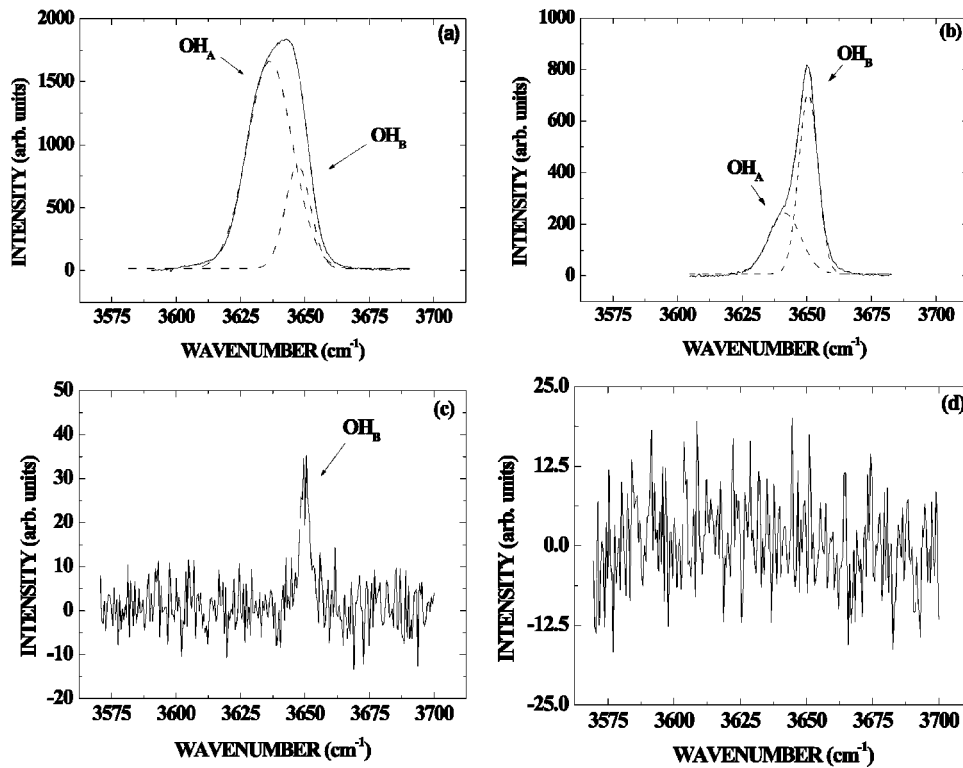 (a)
2000
1500
1000
500
0
INTENSITY (arb. units)
OH_A
OH_B
3575 3600 3625 3650 3675 3700
WAVENUMBER (cm⁻¹)
(b)
1000
800
600
400
200
0
INTENSITY (arb. units)
OH_B
OH_A
3575 3600 3625 3650 3675 3700
WAVENUMBER (cm⁻¹)
(c)
50
40
30
20
10
0
-10
-20
INTENSITY (arb. units)
OH_B
3575 3600 3625 3650 3675 3700
WAVENUMBER (cm⁻¹)
(d)
25.0
12.5
0.0
-12.5
-25.0
INTENSITY (arb. units)
3575 3600 3625 3650 3675 3700
WAVENUMBER (cm⁻¹)